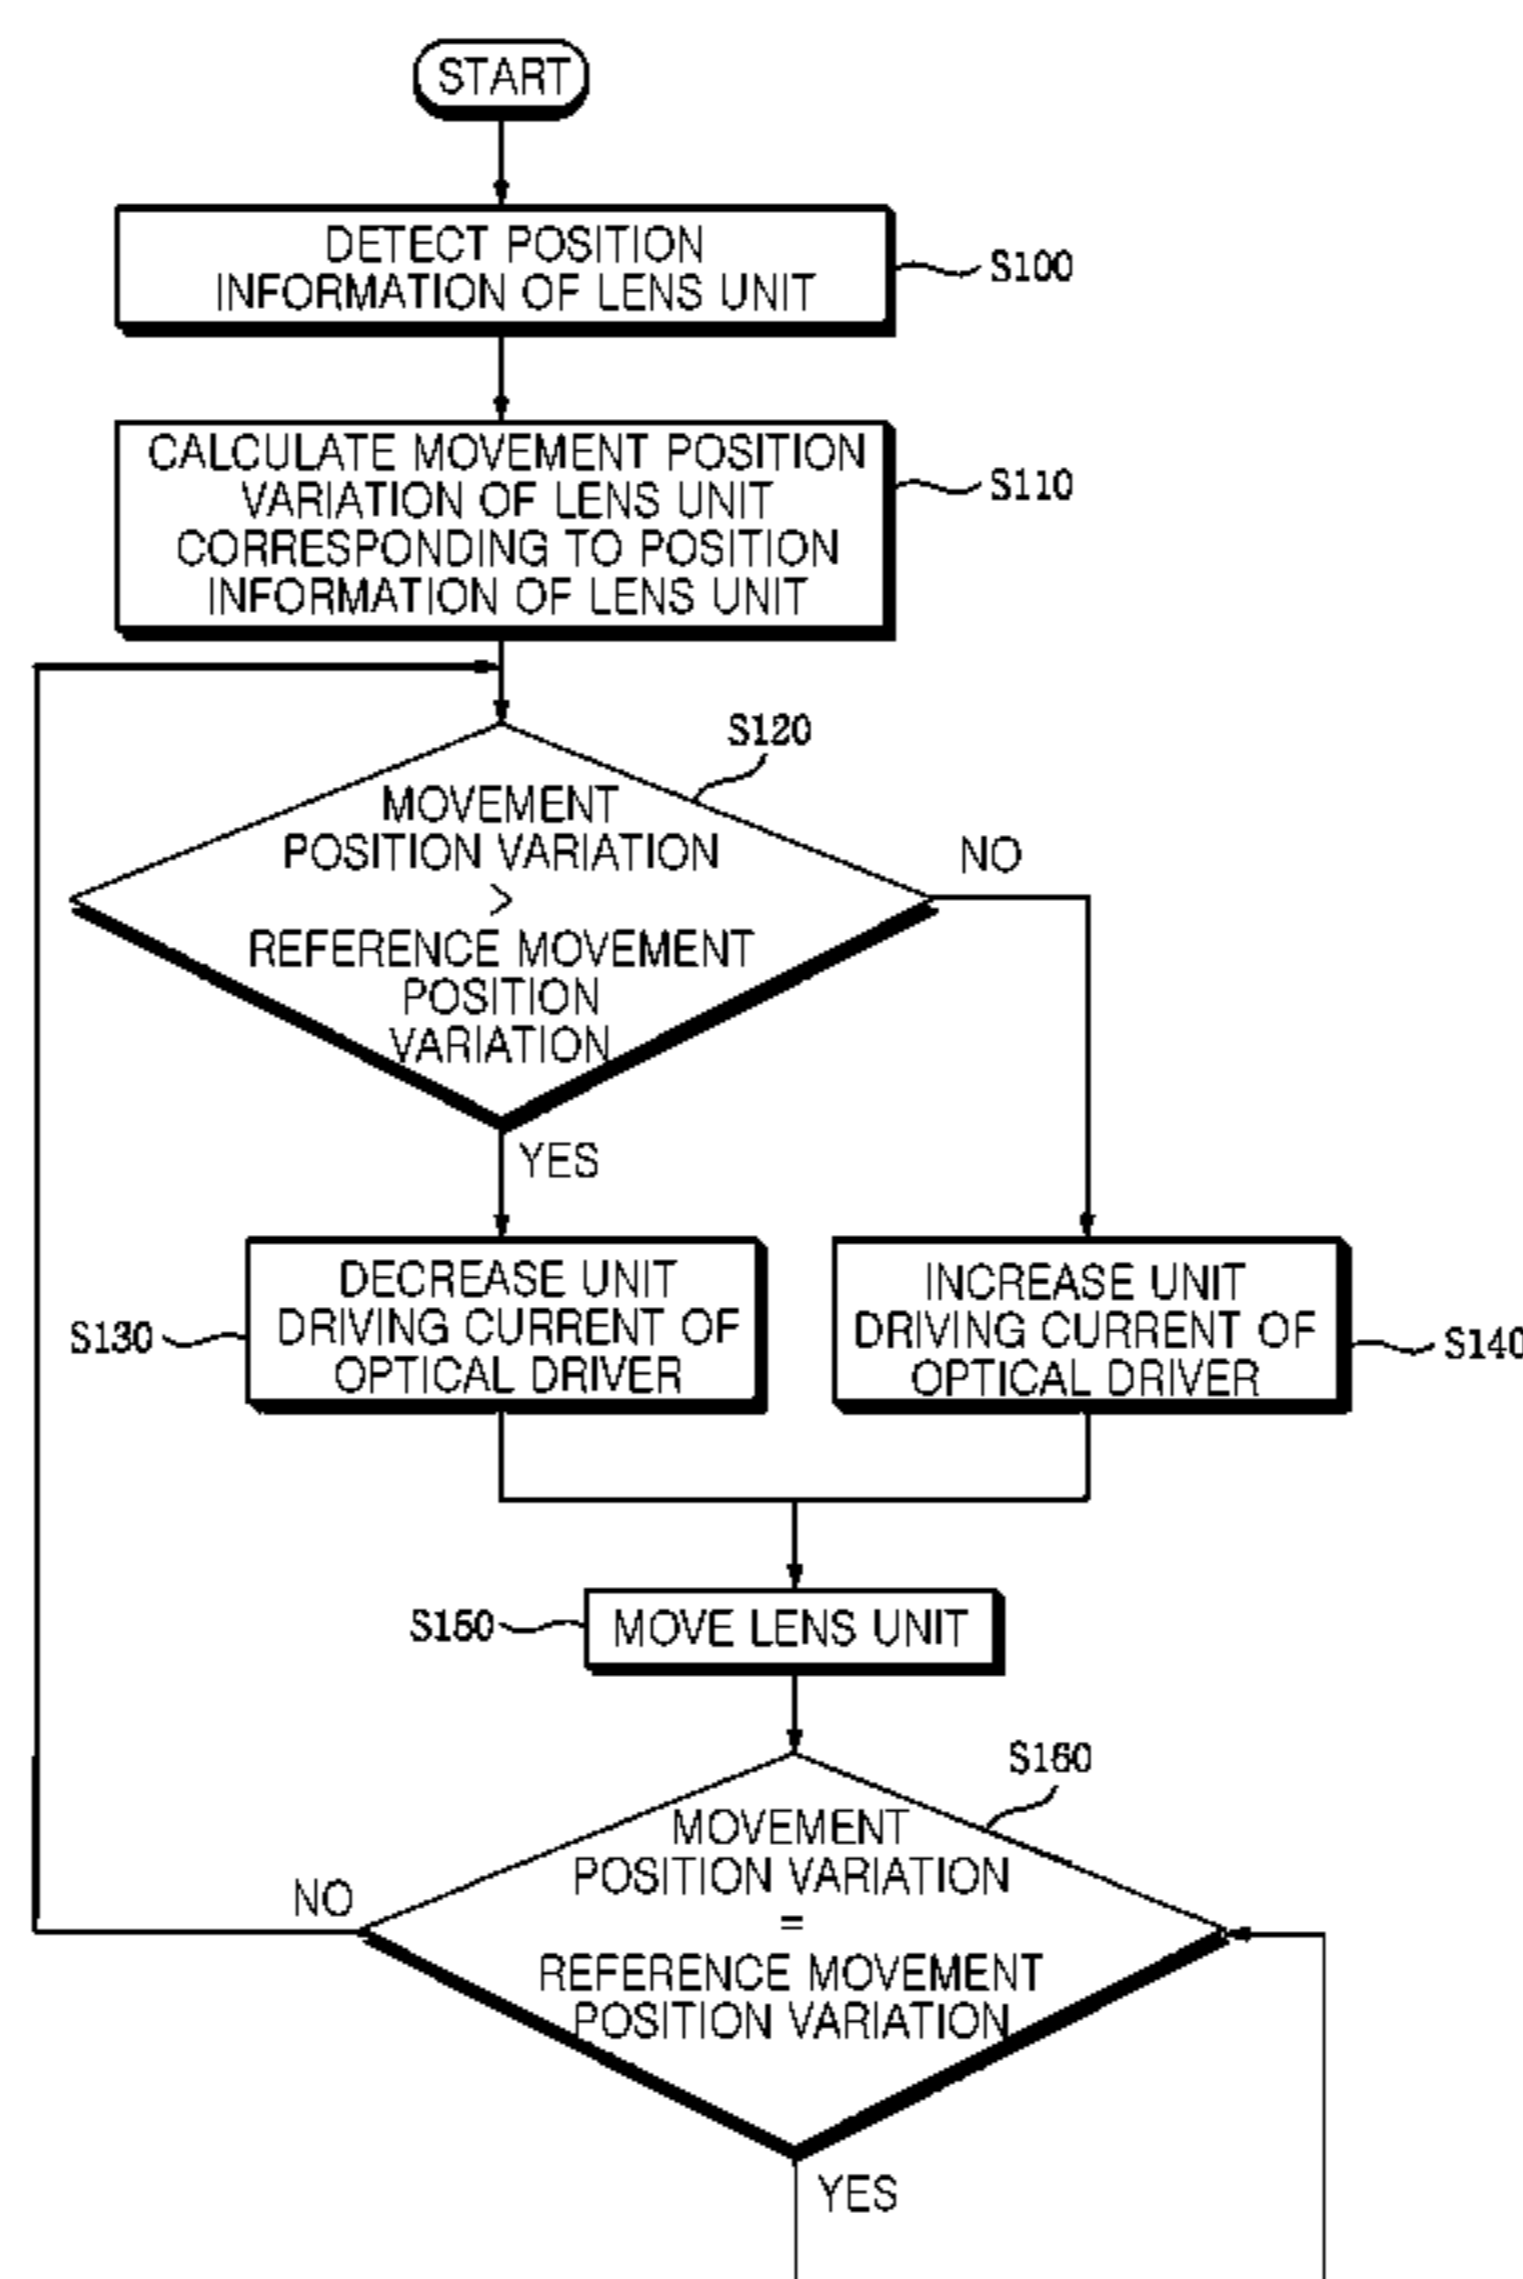 START
DETECT POSITION
INFORMATION OF LENS UNIT
S100
CALCULATE MOVEMENT POSITION
VARIATION OF LENS UNIT
CORRESPONDING TO POSITION
INFORMATION OF LENS UNIT
S110
S120
MOVEMENT
POSITION VARIATION
>
REFERENCE MOVEMENT
POSITION
VARIATION
NO
YES
DECREASE UNIT
DRIVING CURRENT OF
OPTICAL DRIVER
S130
INCREASE UNIT
DRIVING CURRENT OF
OPTICAL DRIVER
S140
S150
MOVE LENS UNIT
S160
MOVEMENT
POSITION VARIATION
=
REFERENCE MOVEMENT
POSITION VARIATION
NO
YES